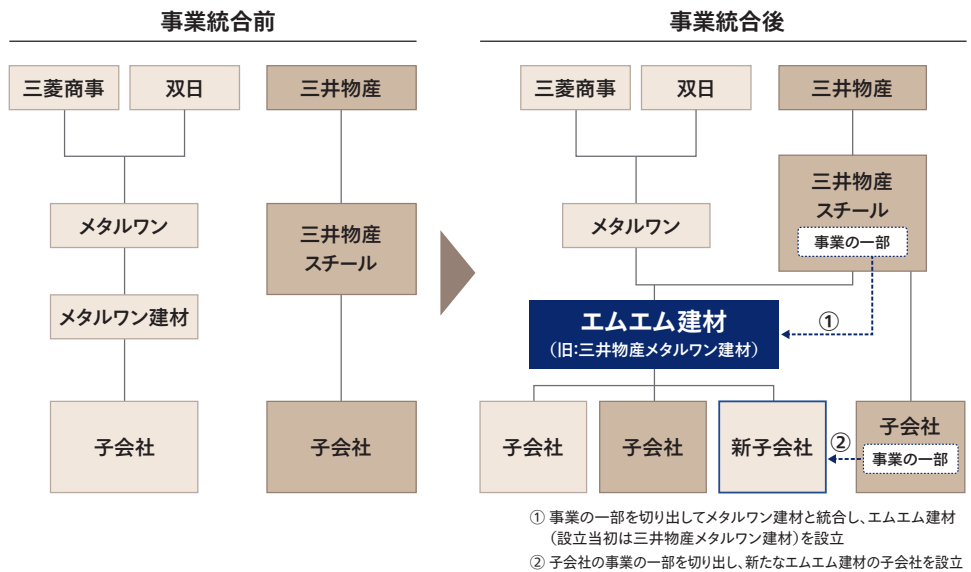 事業統合前
三菱商事
双日
三井物産
メタルワン
三井物産
スチール
メタルワン建材
子会社
子会社
事業統合後
三菱商事
双日
三井物産
三井物産
スチール
事業の一部
メタルワン
エムエム建材
（旧：三井物産メタルワン建材）
①
子会社
子会社
新子会社
②
子会社
事業の一部
① 事業の一部を切り出してメタルワン建材と統合し、エムエム建材
（設立当初は三井物産メタルワン建材）を設立
② 子会社の事業の一部を切り出し、新たなエムエム建材の子会社を設立